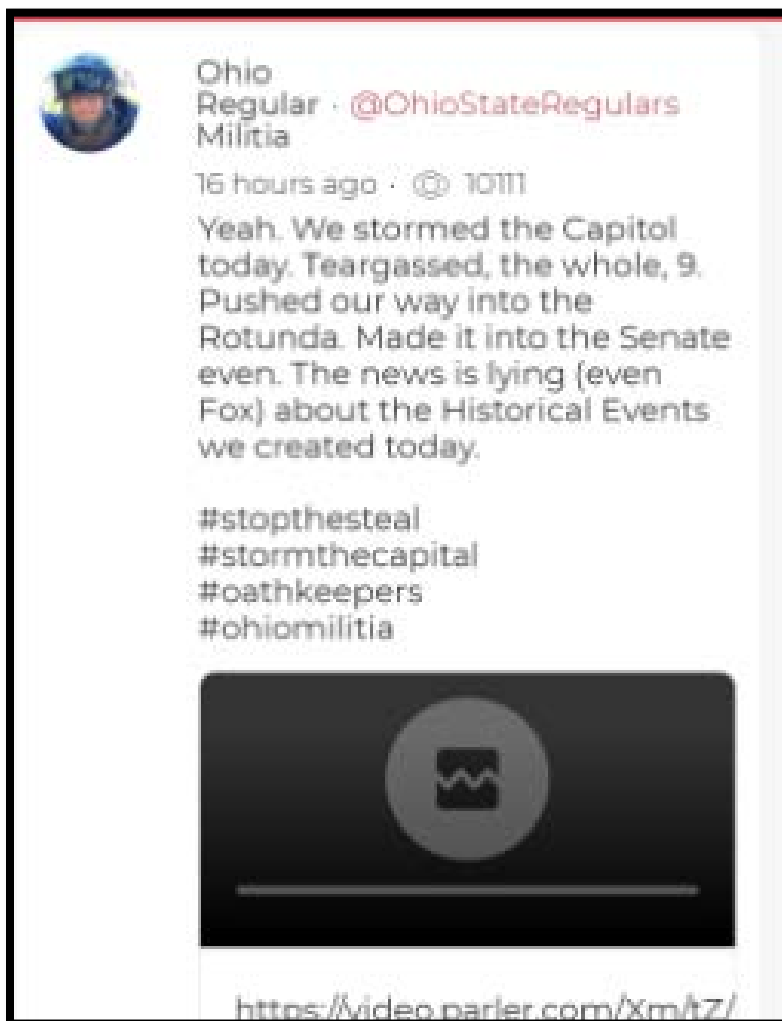 Ohio
Regular · @OhioStateRegulars
Militia
16 hours ago · 10111
Yeah. We stormed the Capitol
today. Teargassed, the whole, 9.
Pushed our way into the
Rotunda. Made it into the Senate
even. The news is lying (even
Fox) about the Historical Events
we created today.
#stopthesteal
#stormthecapital
#oathkeepers
#ohiomilitia
https://video.parler.com/Xm/tZ/